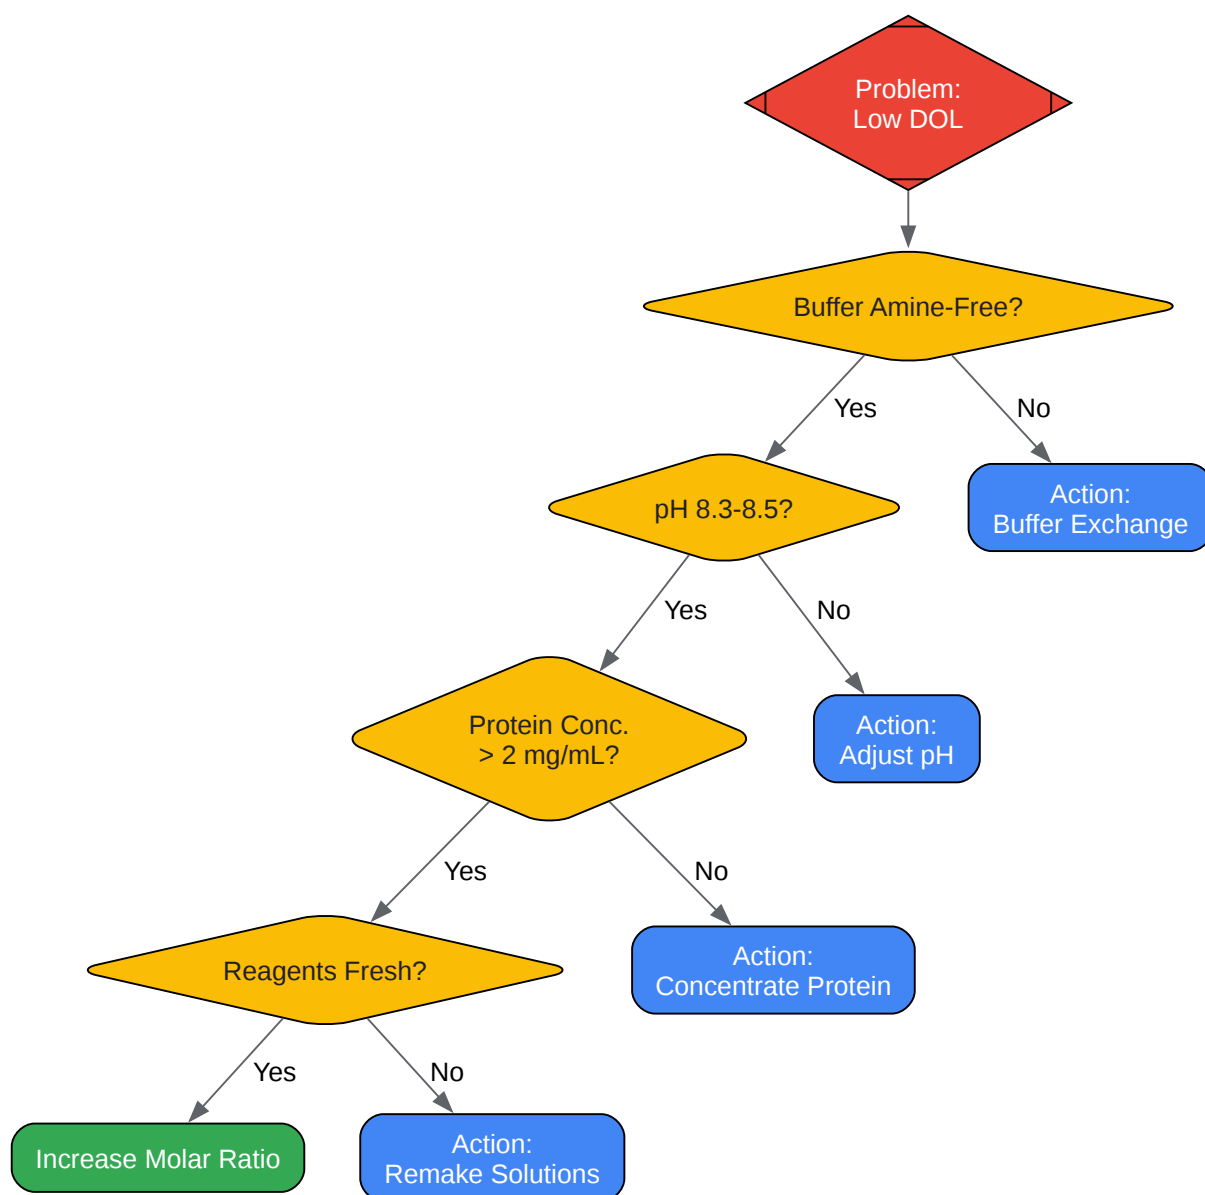 Problem:
Low DOL
Buffer Amine-Free?
Yes
No
pH 8.3-8.5?
Action:
Buffer Exchange
Yes
No
Protein Conc.
> 2 mg/mL?
Action:
Adjust pH
Yes
No
Reagents Fresh?
Action:
Concentrate Protein
Yes
No
Increase Molar Ratio
Action:
Remake Solutions